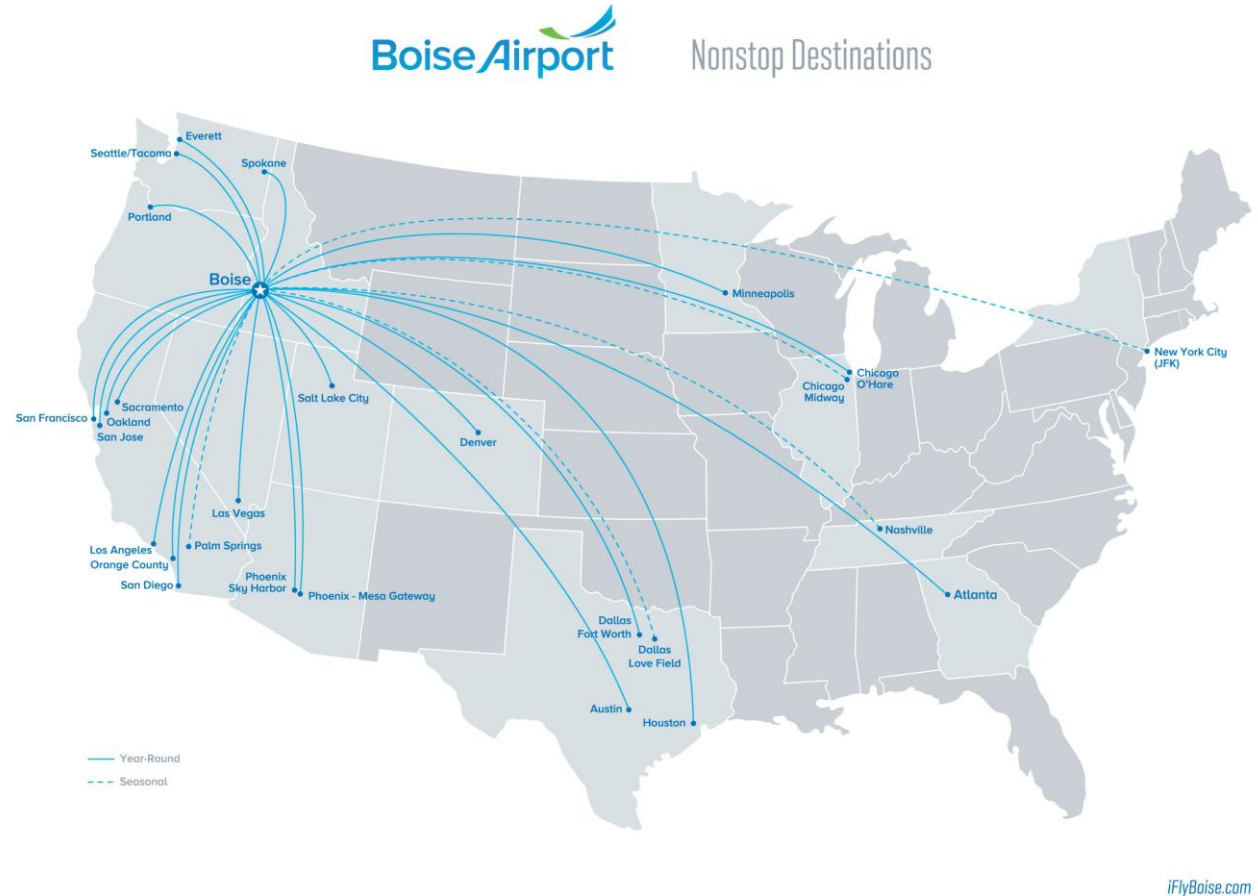 Boise Airport
Nonstop Destinations
Everett
Seattle/Tacoma
Spokane
Portland
Boise
Minneapolis
New York City
(JFK)
Chicago
O'Hare
Chicago
Midway
Salt Lake City
Sacramento
San Francisco
Oakland
San Jose
Denver
Las Vegas
Nashville
Los Angeles
Palm Springs
Orange County
San Diego
Phoenix
Sky Harbor
Phoenix - Mesa Gateway
Atlanta
Dallas
Fort Worth
Dallas
Love Field
Austin
Houston
Year-Round
Seasonal
iFlyBoise.com